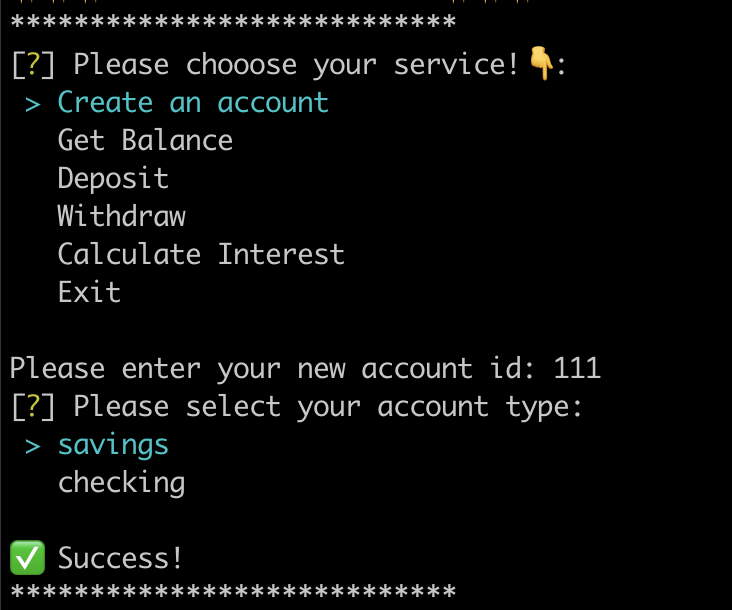 ****************************
[?] Please chooose your service!👇:
 > Create an account
   Get Balance
   Deposit
   Withdraw
   Calculate Interest
   Exit
Please enter your new account id: 111
[?] Please select your account type:
 > savings
   checking
✅ Success!
****************************